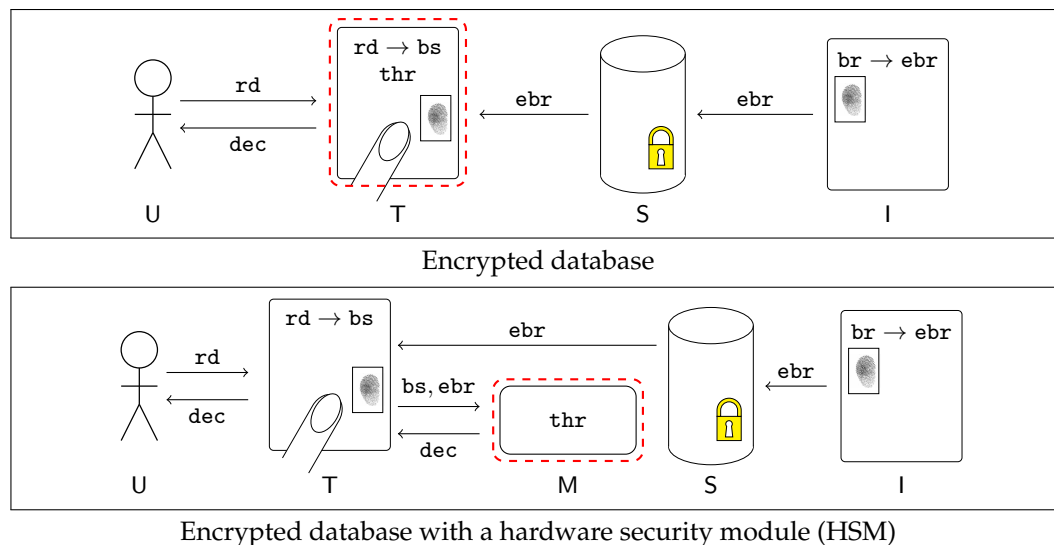 rd → bs
thr
br → ebr
rd
dec
ebr
ebr
U
T
S
I
Encrypted database
rd → bs
br → ebr
ebr
rd
dec
bs, ebr
dec
thr
ebr
U
T
M
S
I
Encrypted database with a hardware security module (HSM)